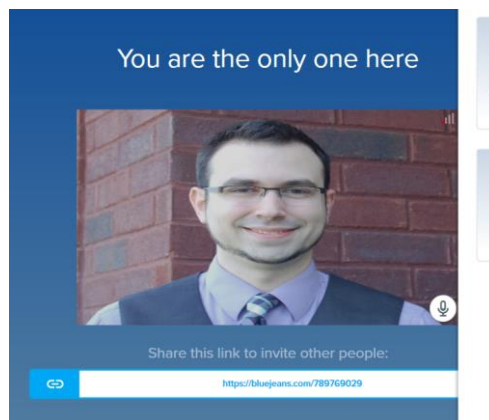 You are the only one here
Share this link to invite other people:
https://bluejeans.com/789769029